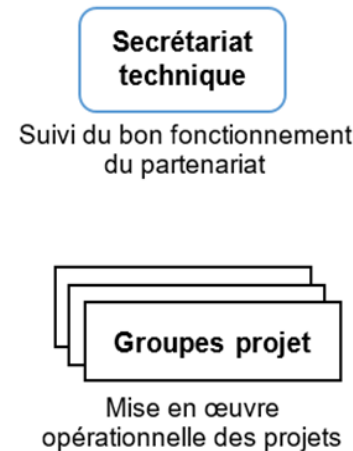 Secrétariat
technique
Suivi du bon fonctionnement
du partenariat
Groupes projet
Mise en œuvre
opérationnelle des projets